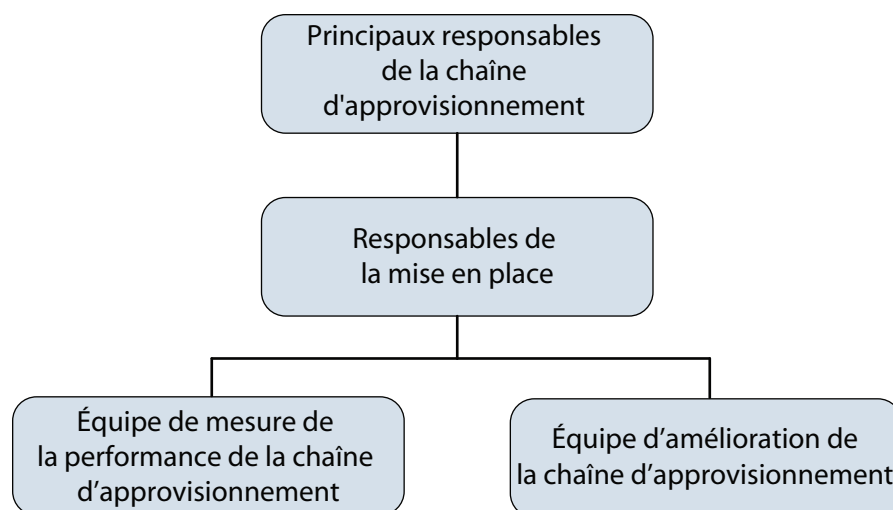 Principaux responsables
de la chaîne
d'approvisionnement
Responsables de
la mise en place
Équipe de mesure de
la performance de la chaîne
d’approvisionnement
Équipe d’amélioration de
la chaîne d’approvisionnement